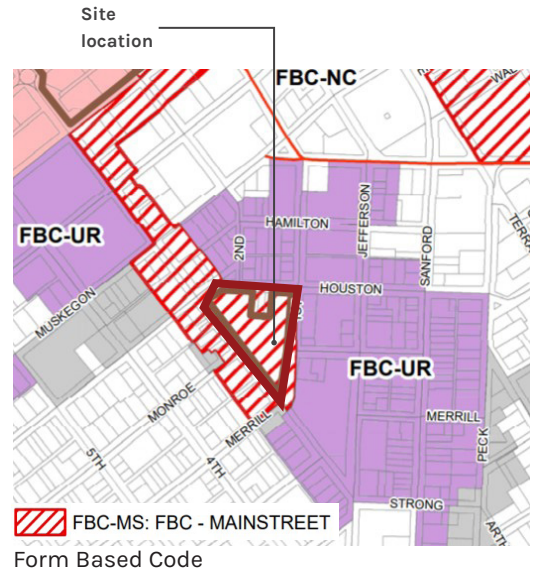 Site
location
FBC-NC
FBC-UR
HAMILTON
2ND
JEFFERSON
SANFORD
HOUSTON
MUSKEGON
FBC-UR
MONROE
MERRILL
MERRILL
PECK
5TH
4TH
STRONG
FBC-MS: FBC - MAINSTREET
Form Based Code